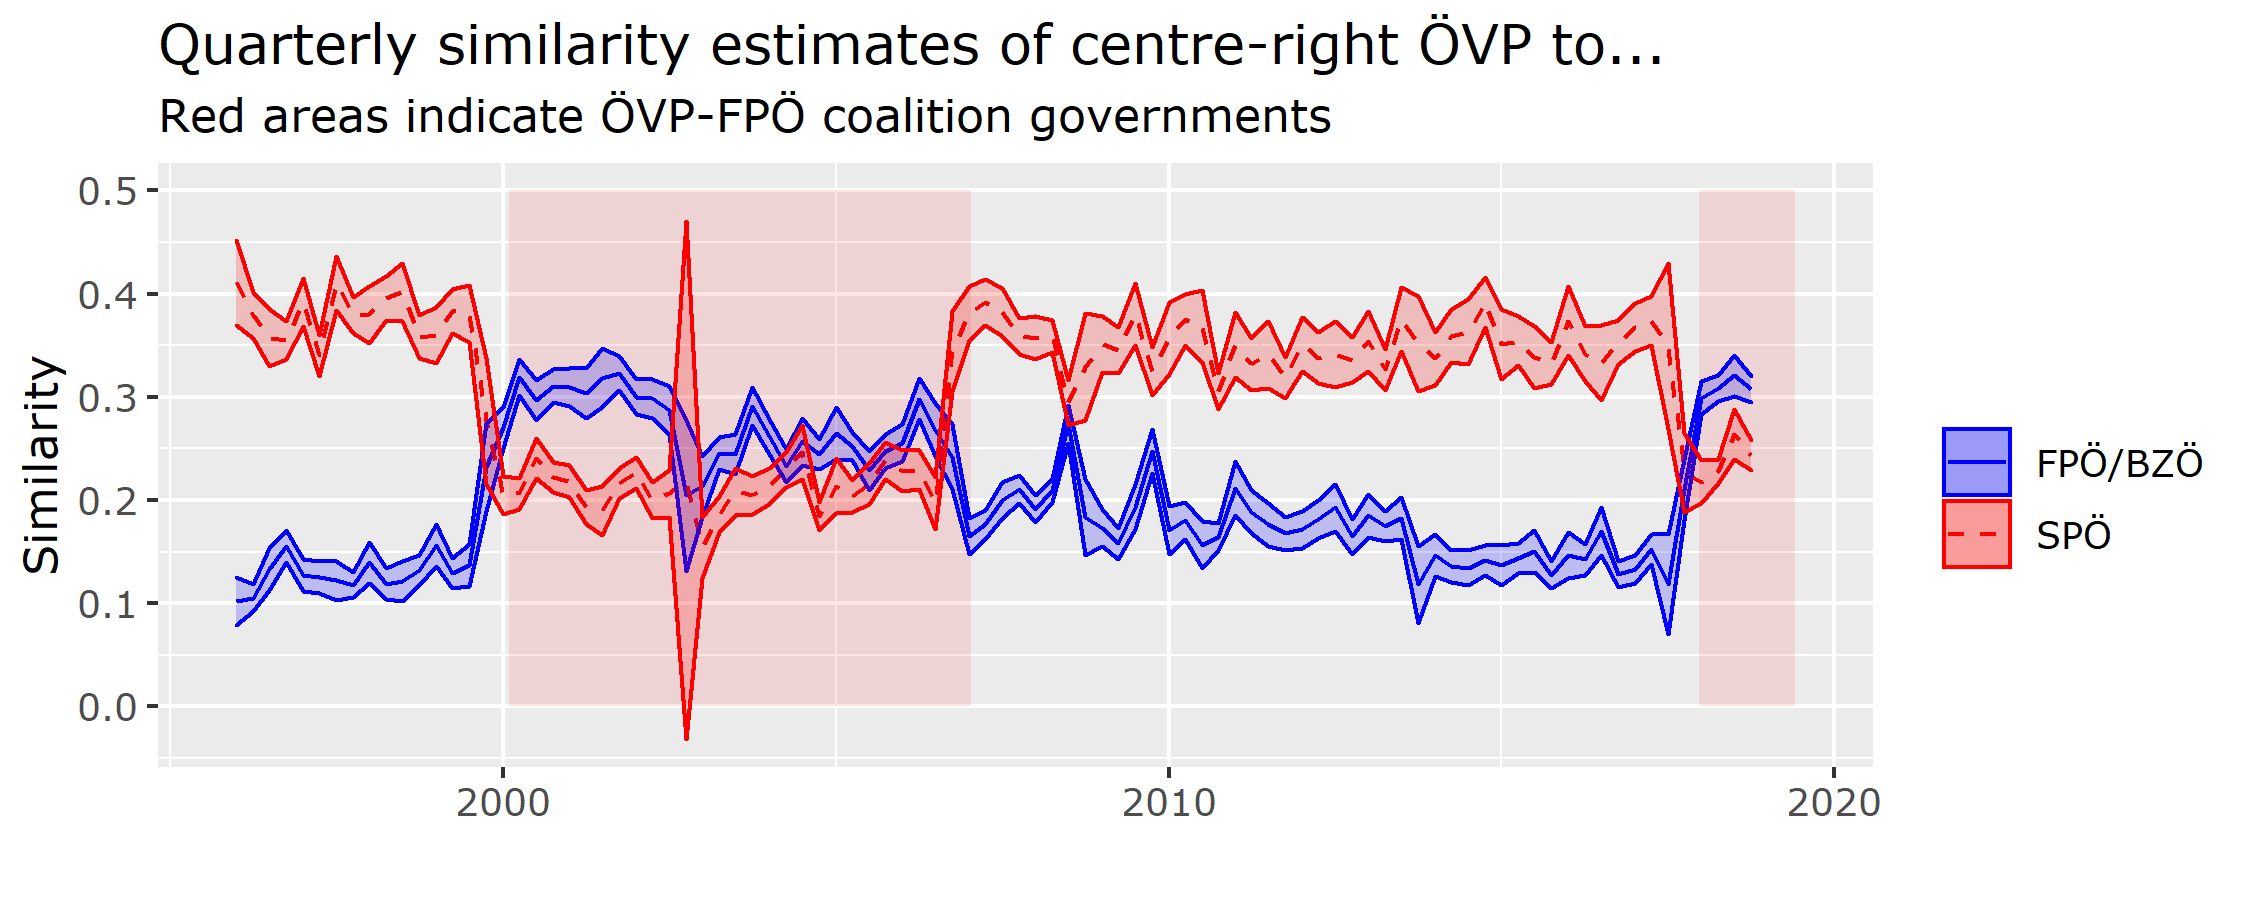 Quarterly similarity estimates of centre-right ÖVP to...
Red areas indicate ÖVP-FPÖ coalition governments
Similarity
0.5
0.4
0.3
0.2
0.1
0.0
2000
2010
2020
FPÖ/BZÖ
SPÖ